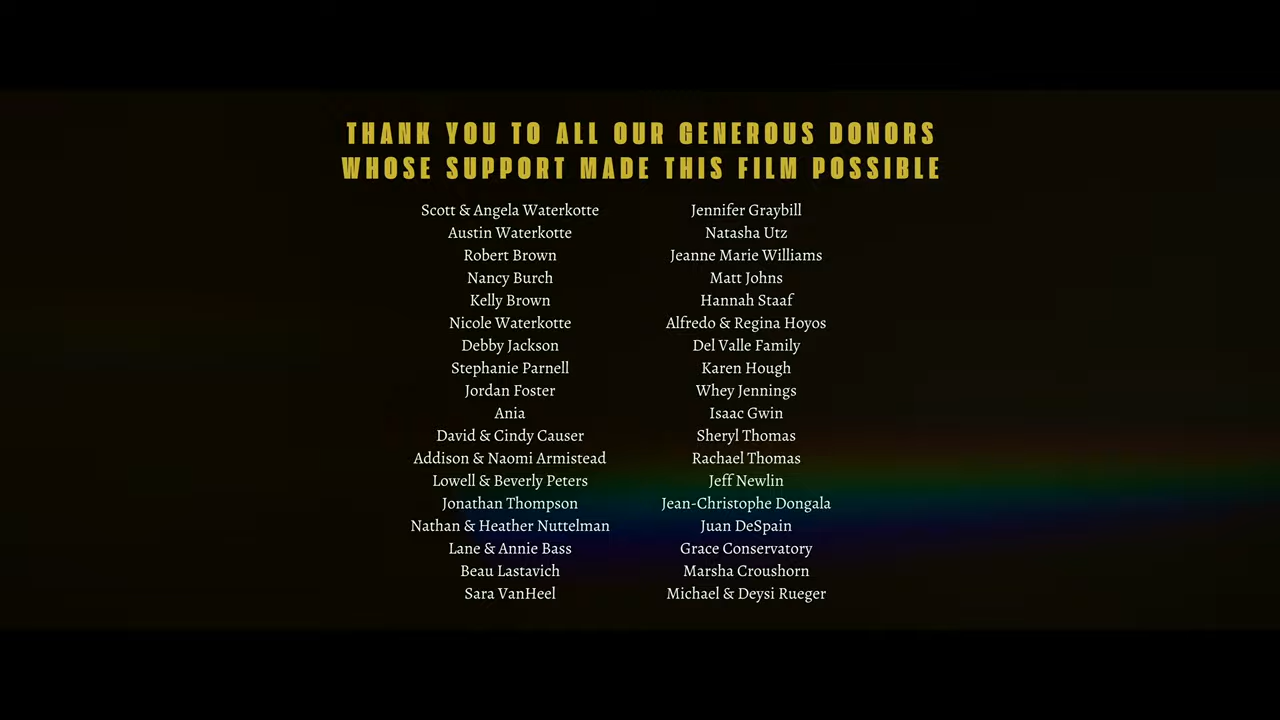 THANK YOU TO ALL OUR GENEROUS DONORS
WHOSE SUPPORT MADE THIS FILM POSSIBLE
Scott & Angela Waterkotte
Austin Waterkotte
Robert Brown
Nancy Burch
Kelly Brown
Nicole Waterkotte
Debby Jackson
Stephanie Parnell
Jordan Foster
Ania
David & Cindy Causer
Addison & Naomi Armistead
Lowell & Beverly Peters
Jonathan Thompson
Nathan & Heather Nuttelman
Lane & Annie Bass
Beau Lastavich
Sara VanHeel
Jennifer Graybill
Natasha Utz
Jeanne Marie Williams
Matt Johns
Hannah Staaf
Alfredo & Regina Hoyos
Del Valle Family
Karen Hough
Whey Jennings
Isaac Gwin
Sheryl Thomas
Rachael Thomas
Jeff Newlin
Jean-Christophe Dongala
Juan DeSpain
Grace Conservatory
Marsha Croushorn
Michael & Deysi Rueger